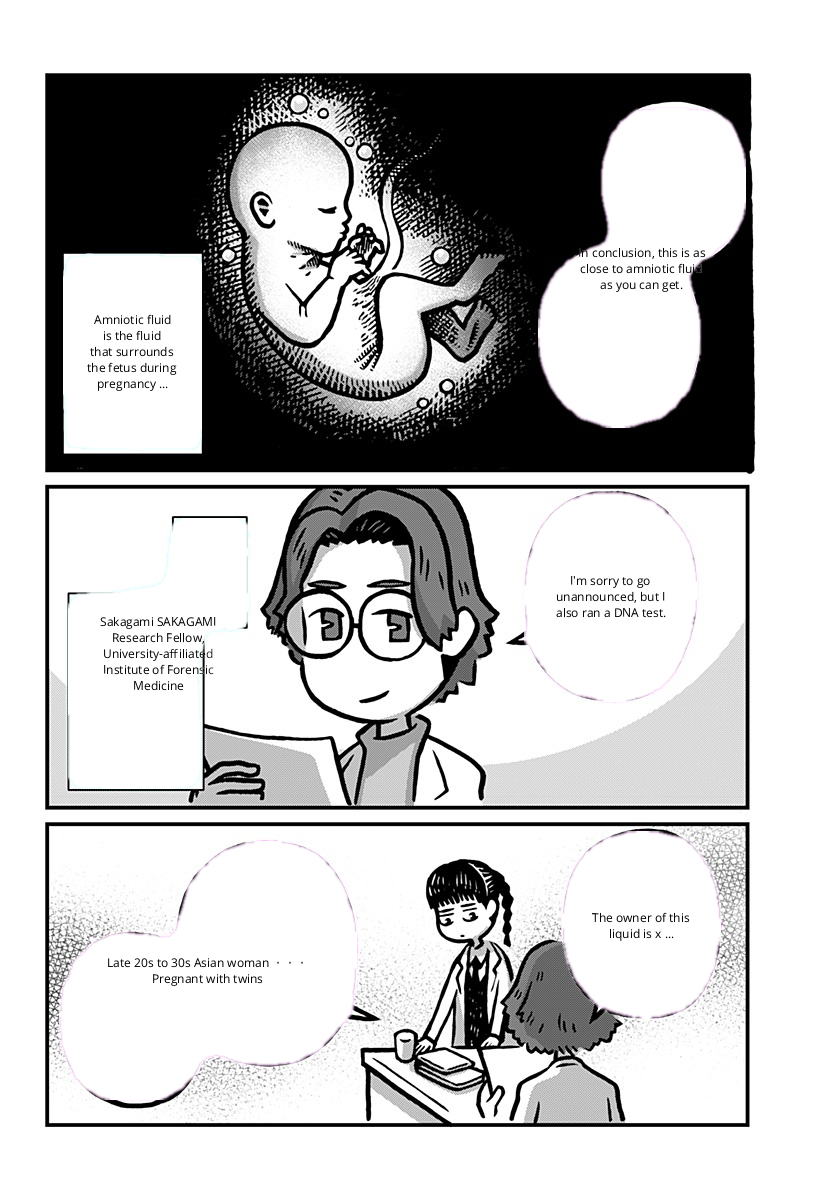 In conclusion, this is as
close to amniotic fluid
as you can get.
Amniotic fluid
is the fluid
that surrounds
the fetus during
pregnancy ...
I'm sorry to go
unannounced, but I
also ran a DNA test.
Sakagami SAKAGAMI
Research Fellow,
University-affiliated
Institute of Forensic
Medicine
The owner of this
liquid is x ...
Late 20s to 30s Asian woman ・・・
Pregnant with twins